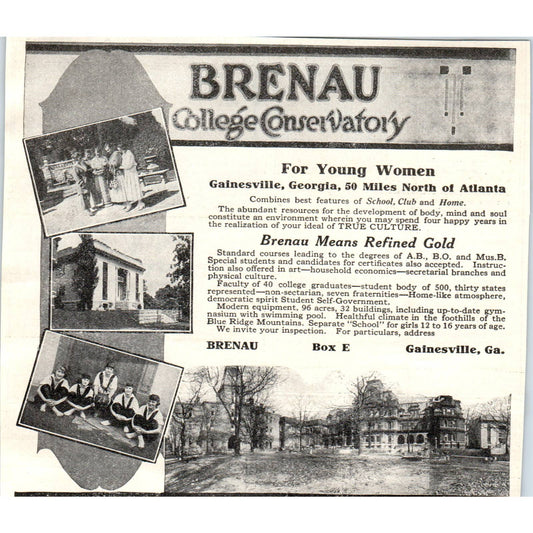 BRENAU
College Conservatory
For Young Women
Gainesville, Georgia, 50 Miles North of Atlanta
Combines best features of School, Club and Home.
The abundant resources for the development of body, mind and soul
constitute an environment wherein you may spend four happy years in
the realization of your ideal of TRUE CULTURE.
Brenau Means Refined Gold
Standard courses leading to the degrees of A.B., B.O. and Mus.B.
Special students and candidates for certificates also accepted. Instruc-
tion also offered in art—household economics—secretarial branches and
physical culture.
Faculty of 40 college graduates—student body of 500, thirty states
represented—non-sectarian, seven fraternities—Home-like atmosphere,
democratic spirit Student Self-Government.
Modern equipment, 96 acres, 32 buildings, including up-to-date gym-
nasium with swimming pool. Healthful climate in the foothills of the
Blue Ridge Mountains. Separate "School" for girls 12 to 16 years of age.
We invite your inspection. For particulars, address
BRENAU Box E Gainesville, Ga.